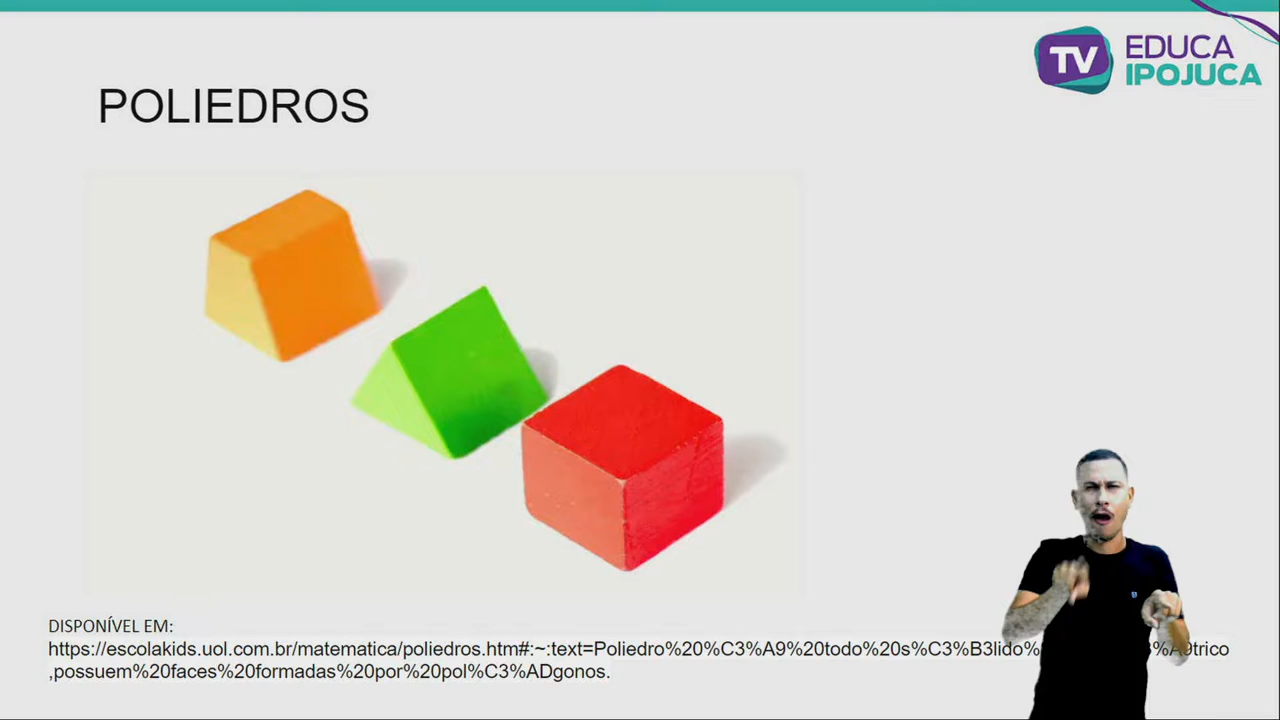 TV EDUCA
IPOJUCA
POLIEDROS
DISPONÍVEL EM:
https://escolakids.uol.com.br/matematica/poliedros.htm#:~:text=Poliedro%20%C3%A9%20todo%20s%C3%B3lido% A9trico
,possuem%20faces%20formadas%20por%20pol%C3%ADgonos.